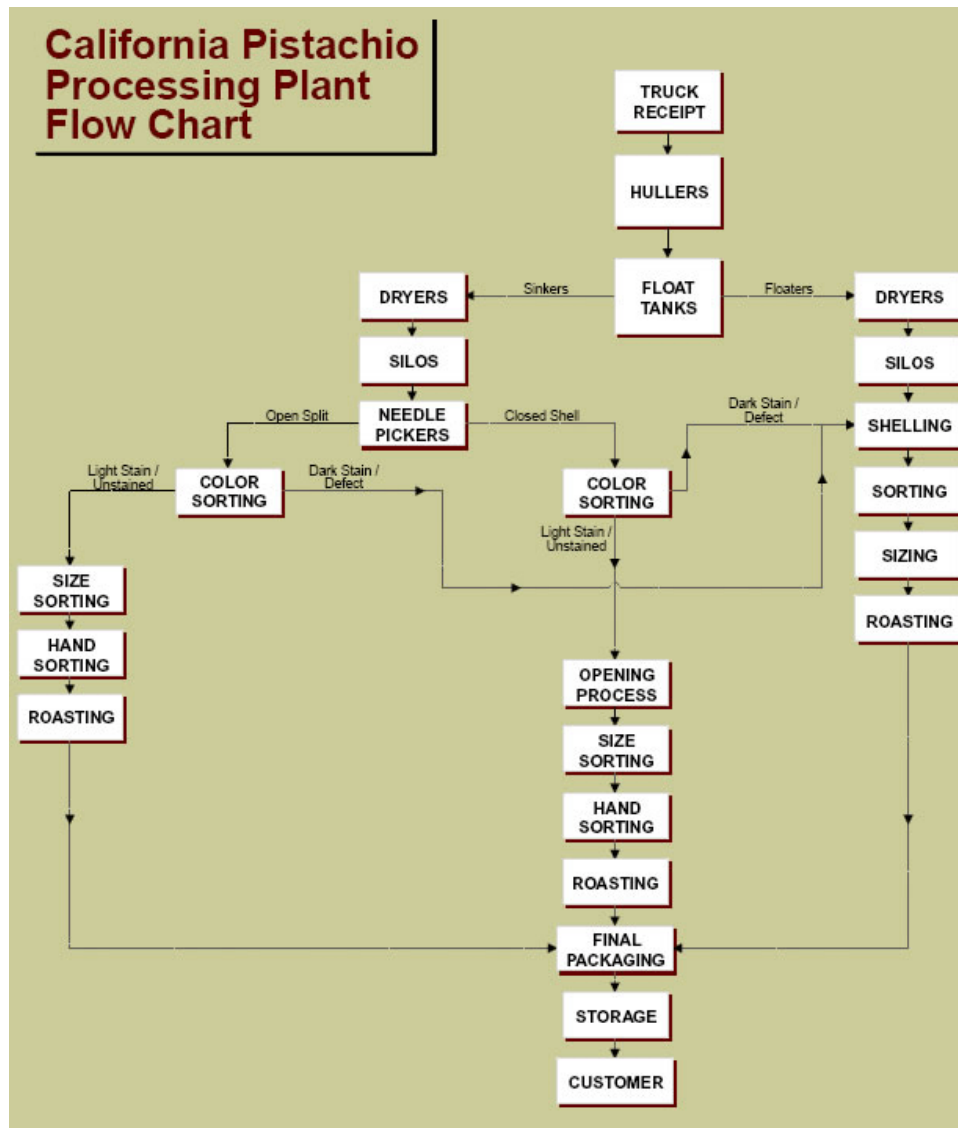 California Pistachio
Processing Plant
Flow Chart
TRUCK
RECEIPT
HULLERS
FLOAT
TANKS
Sinkers
Floaters
DRYERS
DRYERS
SILOS
SILOS
NEEDLE
PICKERS
Open Split
Closed Shell
Dark Stain /
Defect
SHELLING
Light Stain /
Unstained
COLOR
SORTING
Dark Stain /
Defect
COLOR
SORTING
Light Stain /
Unstained
SORTING
SIZING
ROASTING
SIZE
SORTING
HAND
SORTING
ROASTING
OPENING
PROCESS
SIZE
SORTING
HAND
SORTING
ROASTING
FINAL
PACKAGING
STORAGE
CUSTOMER